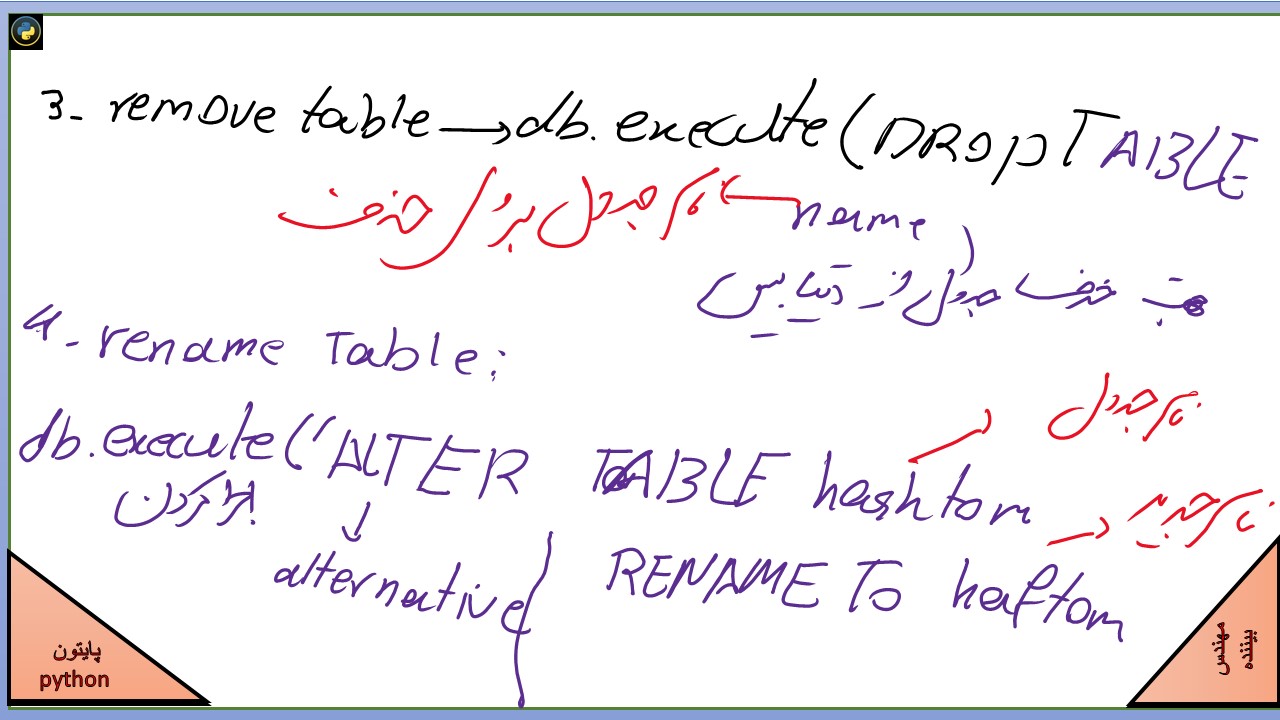 3- remove table → db.execute(DROP TABLE
name)
نام جدول برای حذف
جهت حذف جدول از دیتابیس
4- rename Table:
نام جدول
db.execute('ALTER TABLE hashtom
اجرا کردن
نام جدید
alternative
RENAME To haftom
پایتون
python
مهندس
بیننده